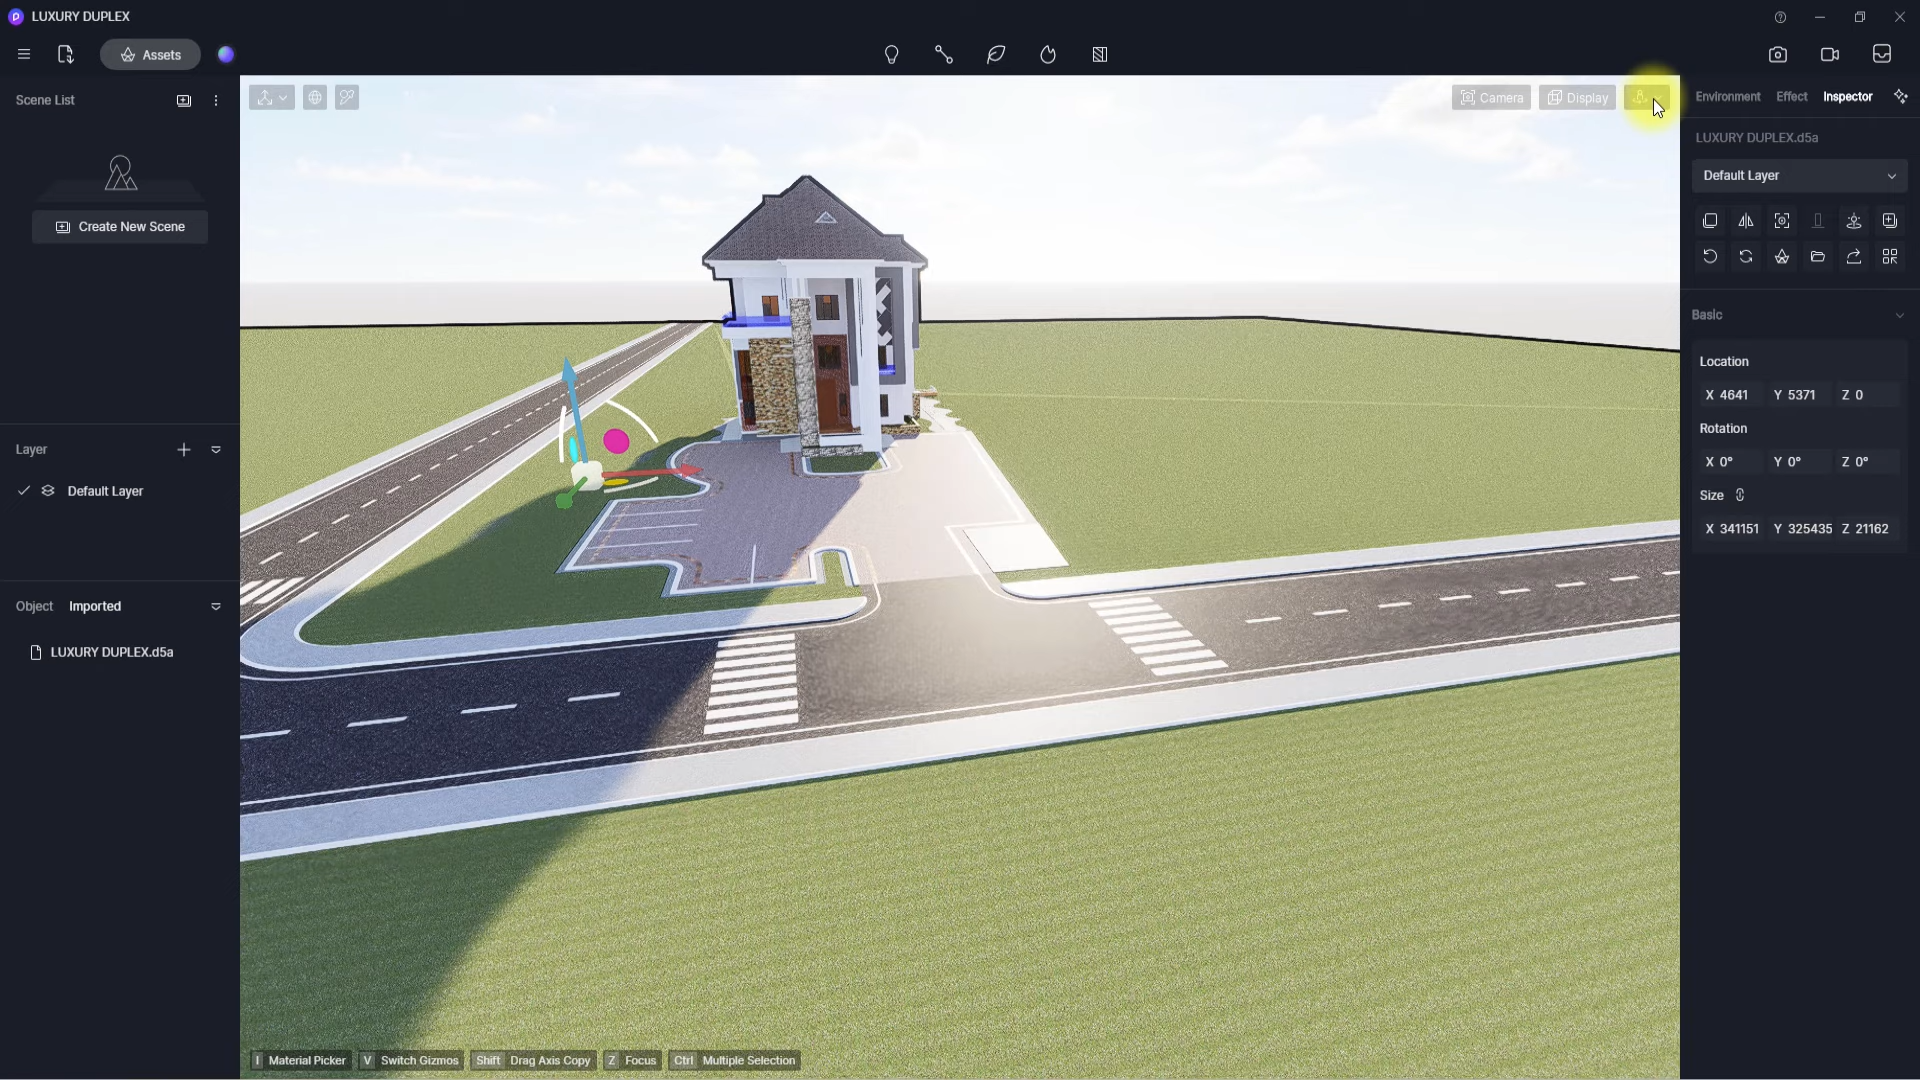 LUXURY DUPLEX
Assets
Scene List
Create New Scene
Layer
Default Layer
Object Imported
LUXURY DUPLEX.d5a
Camera
Display
Environment Effect Inspector
LUXURY DUPLEX.d5a
Default Layer
Basic
Location
X 4641 Y 5371 Z 0
Rotation
X 0° Y 0° Z 0°
Size
X 341151 Y 325435 Z 21162
I Material Picker V Switch Gizmos Shift Drag Axis Copy Z Focus Ctrl Multiple Selection